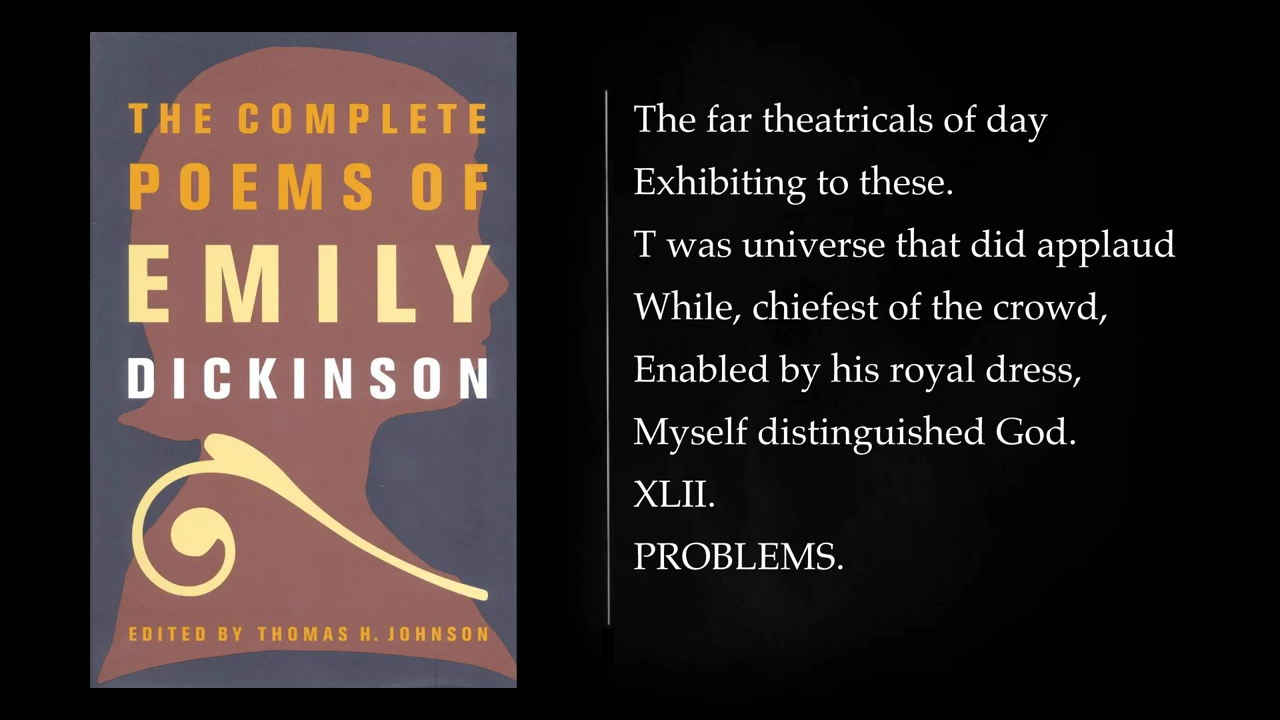 THE COMPLETE
POEMS OF
EMILY
DICKINSON
EDITED BY THOMAS H. JOHNSON
The far theatricals of day
Exhibiting to these.
T was universe that did applaud
While, chiefest of the crowd,
Enabled by his royal dress,
Myself distinguished God.
XLII.
PROBLEMS.